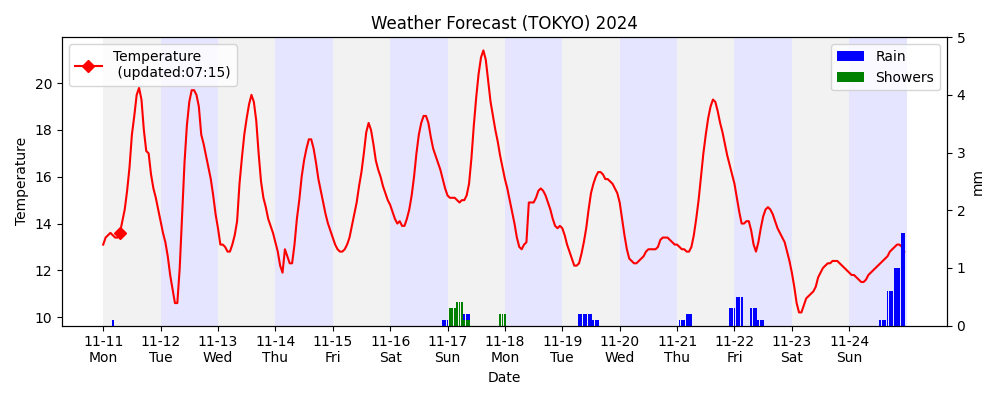 Weather Forecast (TOKYO) 2024
Temperature
(updated:07:15)
Rain
Showers
Temperature
20
18
16
14
12
10
5
4
3
2
1
0
mm
11-11 11-12 11-13 11-14 11-15 11-16 11-17 11-18 11-19 11-20 11-21 11-22 11-23 11-24
Mon Tue Wed Thu Fri Sat Sun Mon Tue Wed Thu Fri Sat Sun
Date